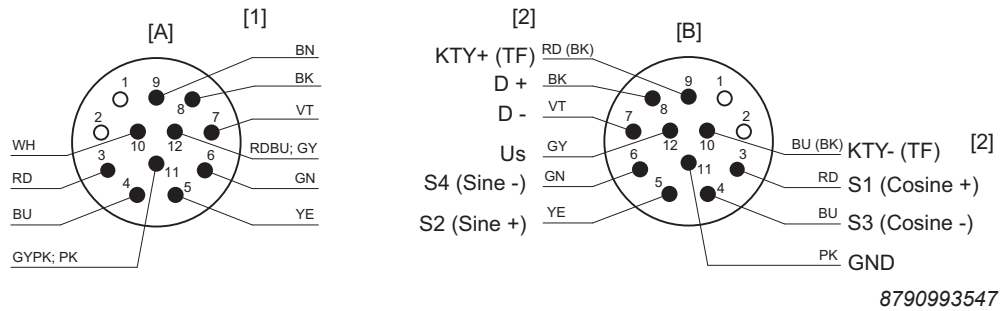 [1]
[A]
BN
BK
VT
RDBU; GY
GN
YE
WH
RD
BU
GYPK; PK
1
9
8
7
2
10
12
3
11
6
4
5
[2]
[B]
KTY+ (TF) RD (BK)
D + BK
D - VT
Us GY
S4 (Sine -) GN
S2 (Sine +) YE
9
1
8
7
2
12
10
6
11
3
5
4
BU (BK) KTY- (TF) [2]
RD S1 (Cosine +)
BU S3 (Cosine -)
PK GND
8790993547